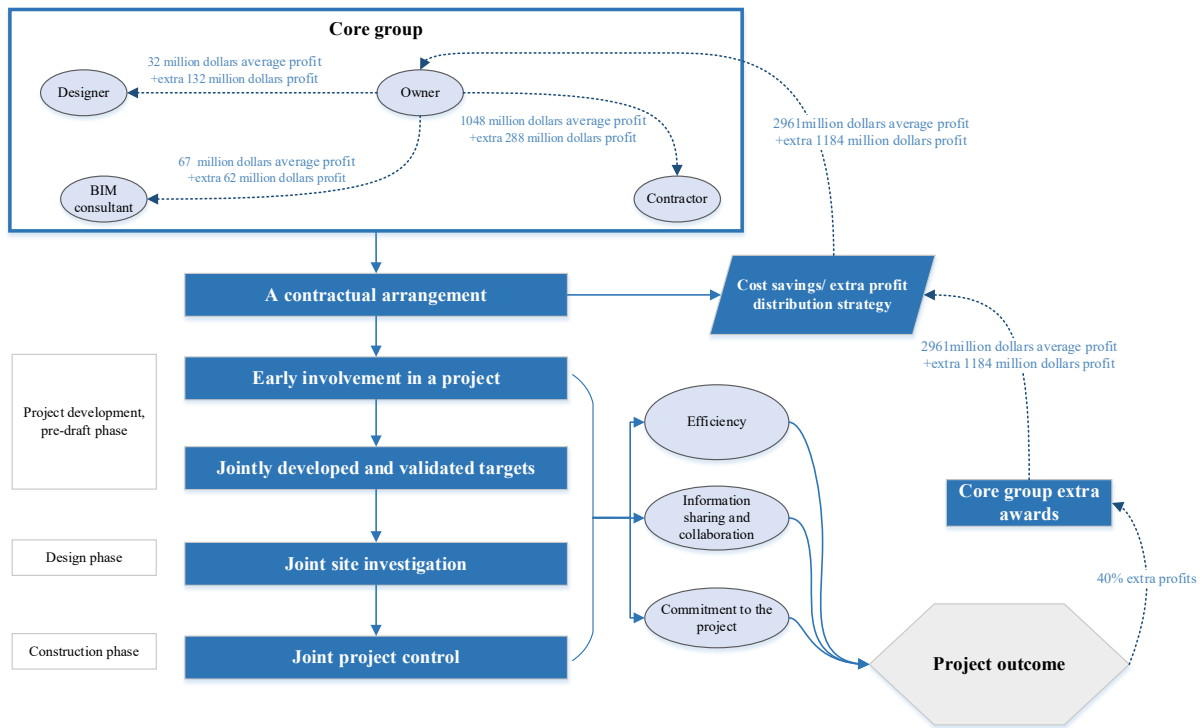 Core group
32 million dollars average profit
+extra 132 million dollars profit
Designer
Owner
1048 million dollars average profit
+extra 288 million dollars profit
67 million dollars average profit
+extra 62 million dollars profit
BIM
consultant
Contractor
2961million dollars average profit
+extra 1184 million dollars profit
A contractual arrangement
Cost savings/ extra profit
distribution strategy
2961million dollars average profit
+extra 1184 million dollars profit
Project development,
pre-draft phase
Early involvement in a project
Jointly developed and validated targets
Efficiency
Information
sharing and
collaboration
Core group extra
awards
Design phase
Joint site investigation
40% extra profits
Commitment to the
project
Construction phase
Joint project control
Project outcome